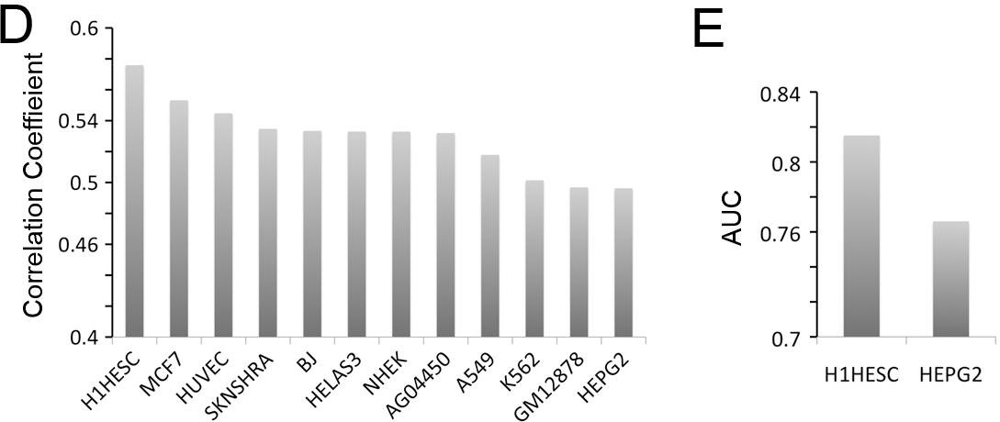 D
Correlation Coeffieient
0.6
0.54
0.5
0.46
0.4
H1HESC
MCF7
HUVEC
SKNSHRA
BJ
HELAS3
NHEK
AG04450
A549
K562
GM12878
HEPG2
E
AUC
0.84
0.8
0.76
0.7
H1HESC
HEPG2